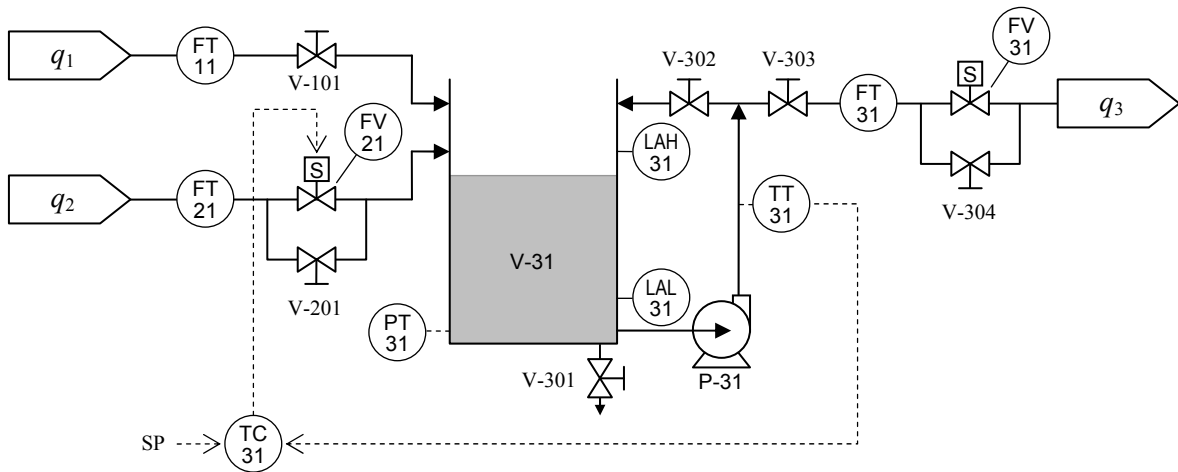 q1
FT
11
V-101
q2
FT
21
S
FV
21
V-201
V-31
PT
31
V-301
LAH
31
LAL
31
P-31
TT
31
V-302
V-303
FT
31
S
FV
31
V-304
q3
SP
TC
31